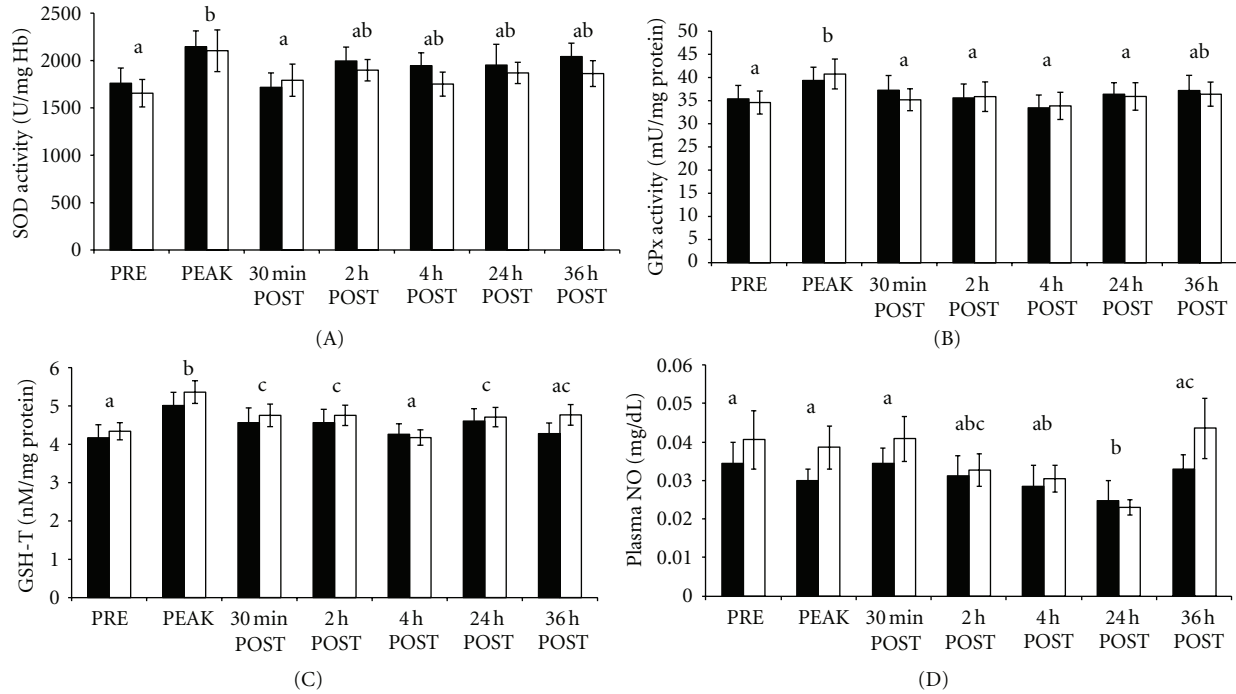 (A)
SOD activity (U/mg Hb)
2500
2000
1500
1000
500
0
a b a ab ab ab ab
PRE PEAK 30 min 2 h 4 h 24 h 36 h
POST POST POST POST POST
(B)
GPx activity (mU/mg protein)
50
45
40
35
30
25
20
15
10
5
0
a b a a a a ab
PRE PEAK 30 min 2 h 4 h 24 h 36 h
POST POST POST POST POST
(C)
GSH-T (nM/mg protein)
6
5
4
3
2
1
0
a b c c a c ac
PRE PEAK 30 min 2 h 4 h 24 h 36 h
POST POST POST POST POST
(D)
Plasma NO (mg/dL)
0.06
0.05
0.04
0.03
0.02
0.01
0
a a a abc ab b ac
PRE PEAK 30 min 2 h 4 h 24 h 36 h
POST POST POST POST POST